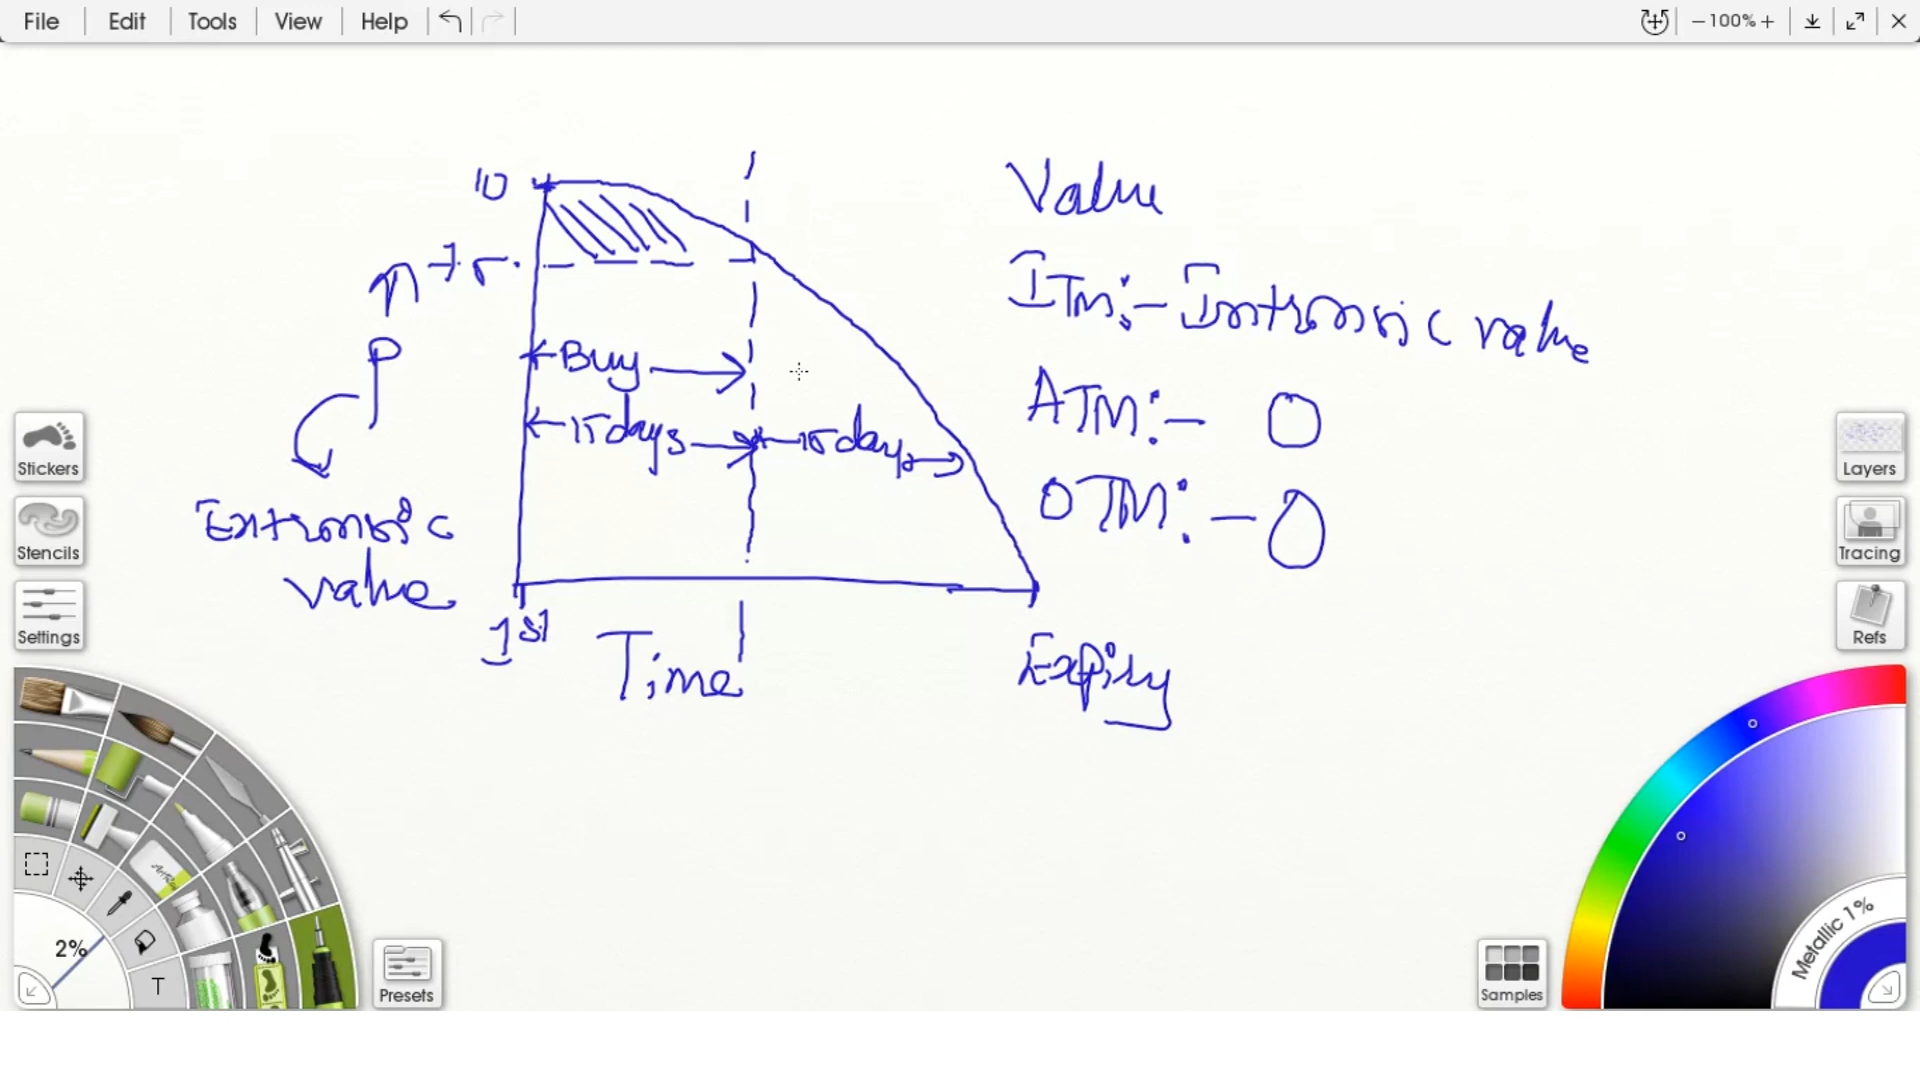 File Edit Tools View Help
100%
10
Value
ITM:- Intrinsic value
P
Buy
15 days 15 days
ATM:- 0
OTM:- 0
Extrinsic
value
1st
Time
Expiry
Stickers
Stencils
Settings
Layers
Tracing
Refs
2%
T
Presets
Samples
Metallic 1%